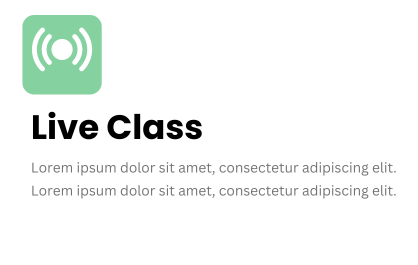 Live Class
Lorem ipsum dolor sit amet, consectetur adipiscing elit.
Lorem ipsum dolor sit amet, consectetur adipiscing elit.